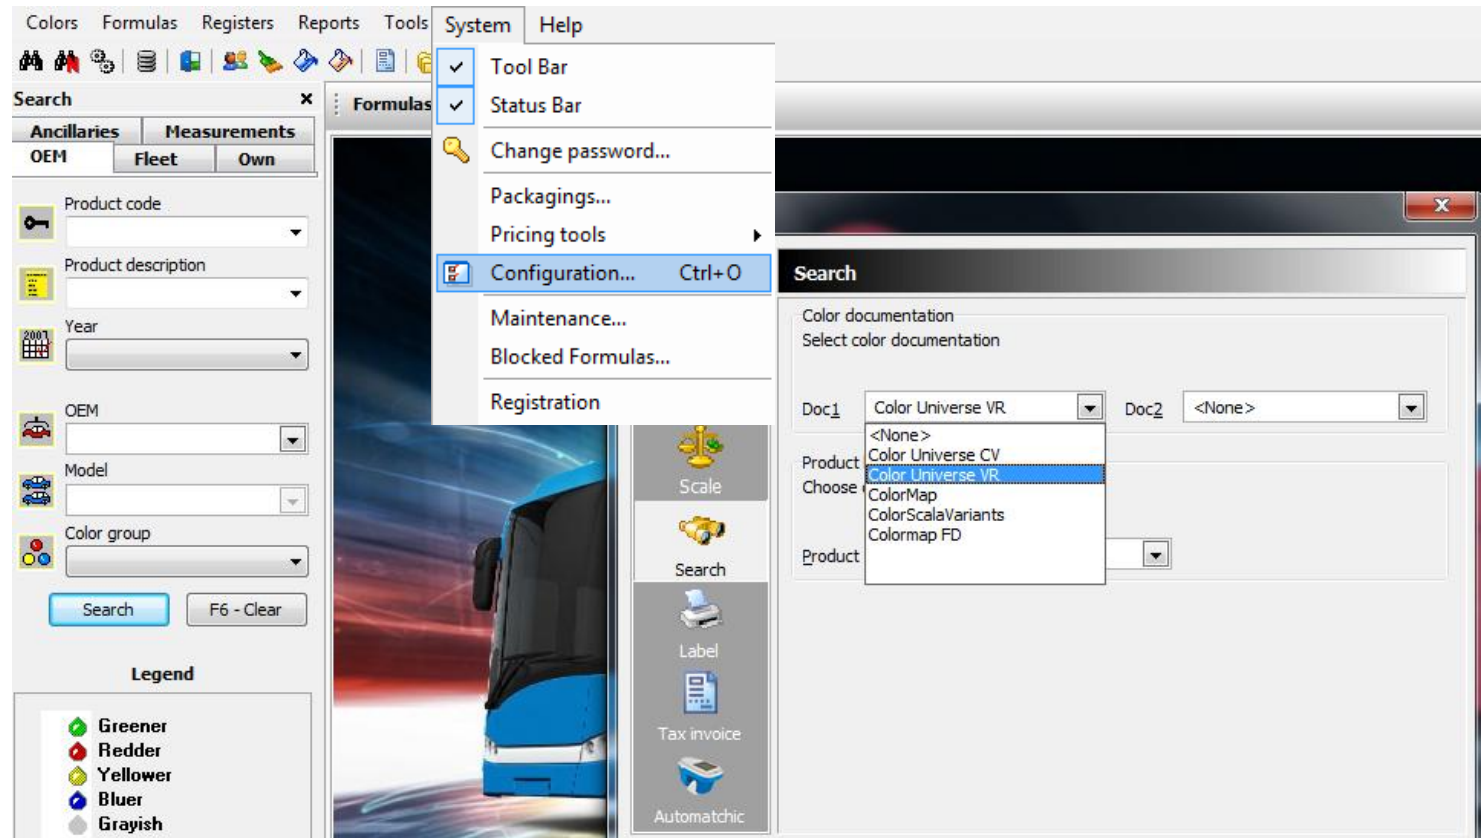 Colors Formulas Registers Reports Tools System Help
Search
Ancillaries Measurements
OEM Fleet Own
Product code
Product description
Year
2007
OEM
Model
Color group
Search F6 - Clear
Legend
Greener
Redder
Yellower
Bluer
Grayish
Formulas
Tool Bar
Status Bar
Change password...
Packagings...
Pricing tools
Configuration... Ctrl+O
Maintenance...
Blocked Formulas...
Registration
Scale
Search
Label
Tax invoice
Automatchic
Search
Color documentation
Select color documentation
Doc1 Color Universe VR Doc2 <None>
<None>
Color Universe CV
Color Universe VR
ColorMap
ColorScalaVariants
Colormap FD
Product
Choose
Product